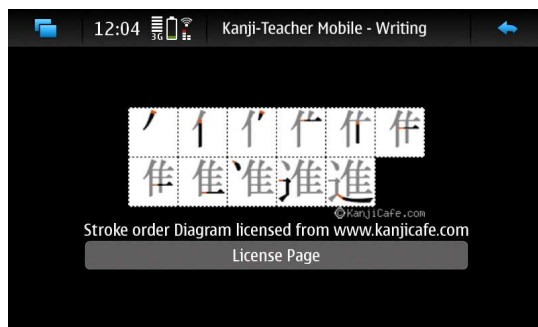 12:04 3G Kanji-Teacher Mobile - Writing
進
©KanjiCafe.com
Stroke order Diagram licensed from www.kanjicafe.com
License Page